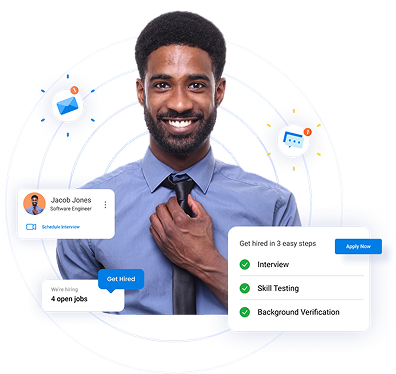 Jacob Jones
Software Engineer
Schedule Interview
Get Hired
We're hiring
4 open jobs
Get hired in 3 easy steps
Apply Now
Interview
Skill Testing
Background Verification